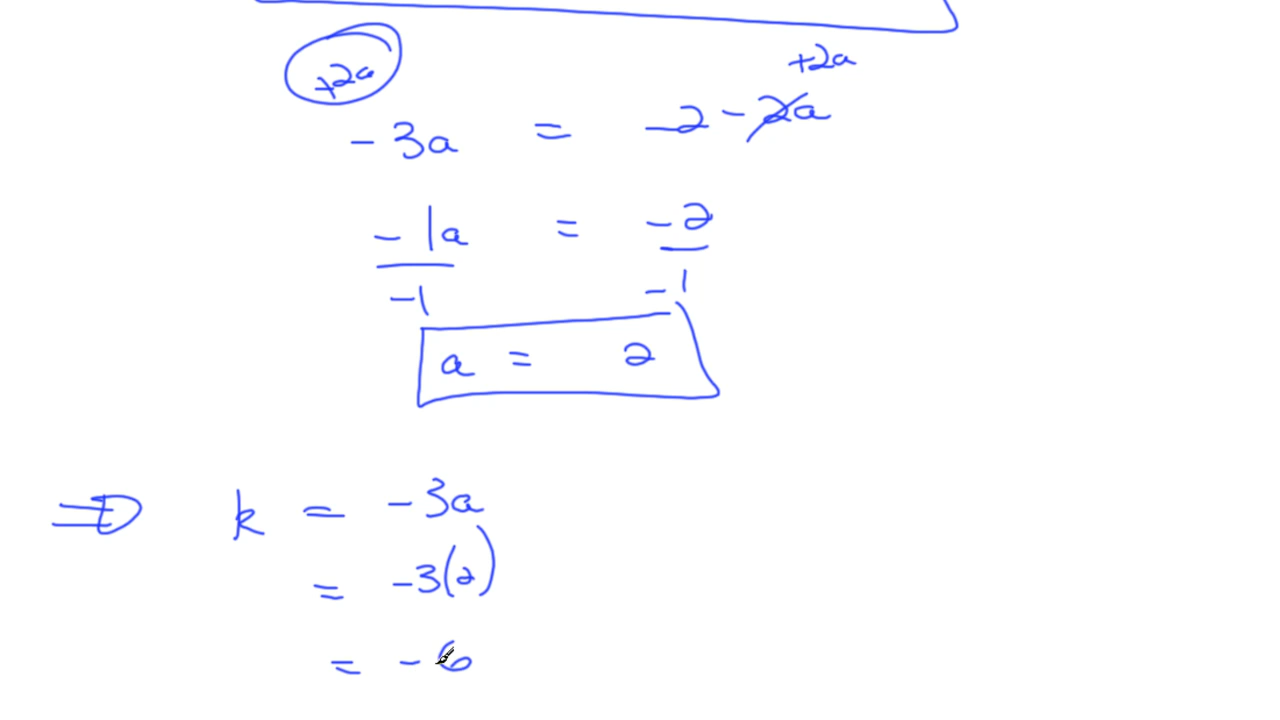 +2a +2a
-3a = -2 - 2a
-1a = -2
-1 -1
a = 2
⇒ k = -3a
= -3(2)
= -6